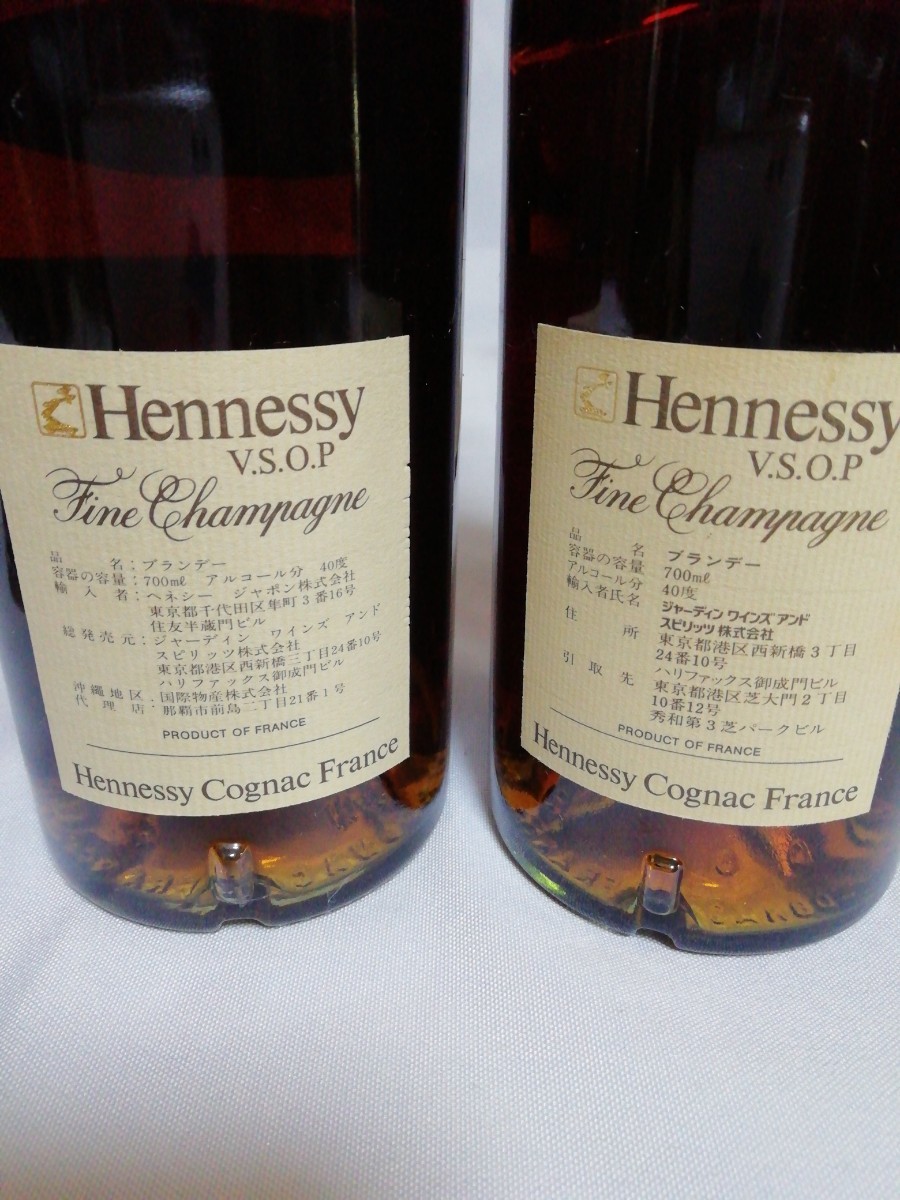 Hennessy
V.S.O.P
Fine Champagne
品 名:ブランデー
容器の容量:700mℓ アルコール分 40度
輸入者:ヘネシー ジャポン株式会社
東京都千代田区隼町3番16号
住友半蔵門ビル
総発売元:ジャーディン ワインズ アンド
スピリッツ株式会社
東京都港区西新橋三丁目24番10号
ハリファックス御成門ビル
沖縄地区:国際物産株式会社
代理店:那覇市前島二丁目21番1号
PRODUCT OF FRANCE
Hennessy Cognac France
Hennessy
V.S.O.P
Fine Champagne
品 名 ブランデー
容器の容量 700mℓ
アルコール分 40度
輸入者氏名 ジャーディン ワインズ アンド
スピリッツ 株式会社
住 所 東京都港区西新橋3丁目
24番10号
ハリファックス御成門ビル
引 取 先 東京都港区芝大門2丁目
10番12号
秀和第3芝パークビル
PRODUCT OF FRANCE
Hennessy Cognac France